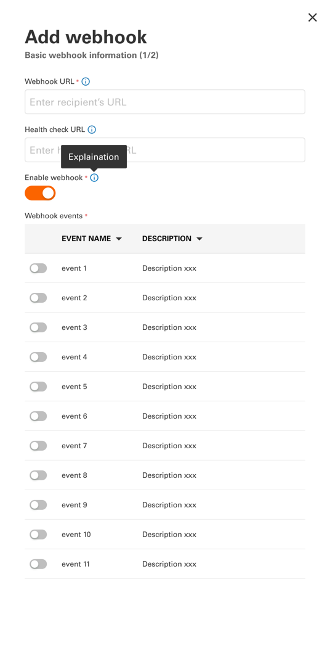 Add webhook
Basic webhook information (1/2)
Webhook URL *
Enter recipient's URL
Health check URL
Enter h RL
Explaination
Enable webhook *
Webhook events *
EVENT NAME DESCRIPTION
event 1 Description xxx
event 2 Description xxx
event 3 Description xxx
event 4 Description xxx
event 5 Description xxx
event 6 Description xxx
event 7 Description xxx
event 8 Description xxx
event 9 Description xxx
event 10 Description xxx
event 11 Description xxx